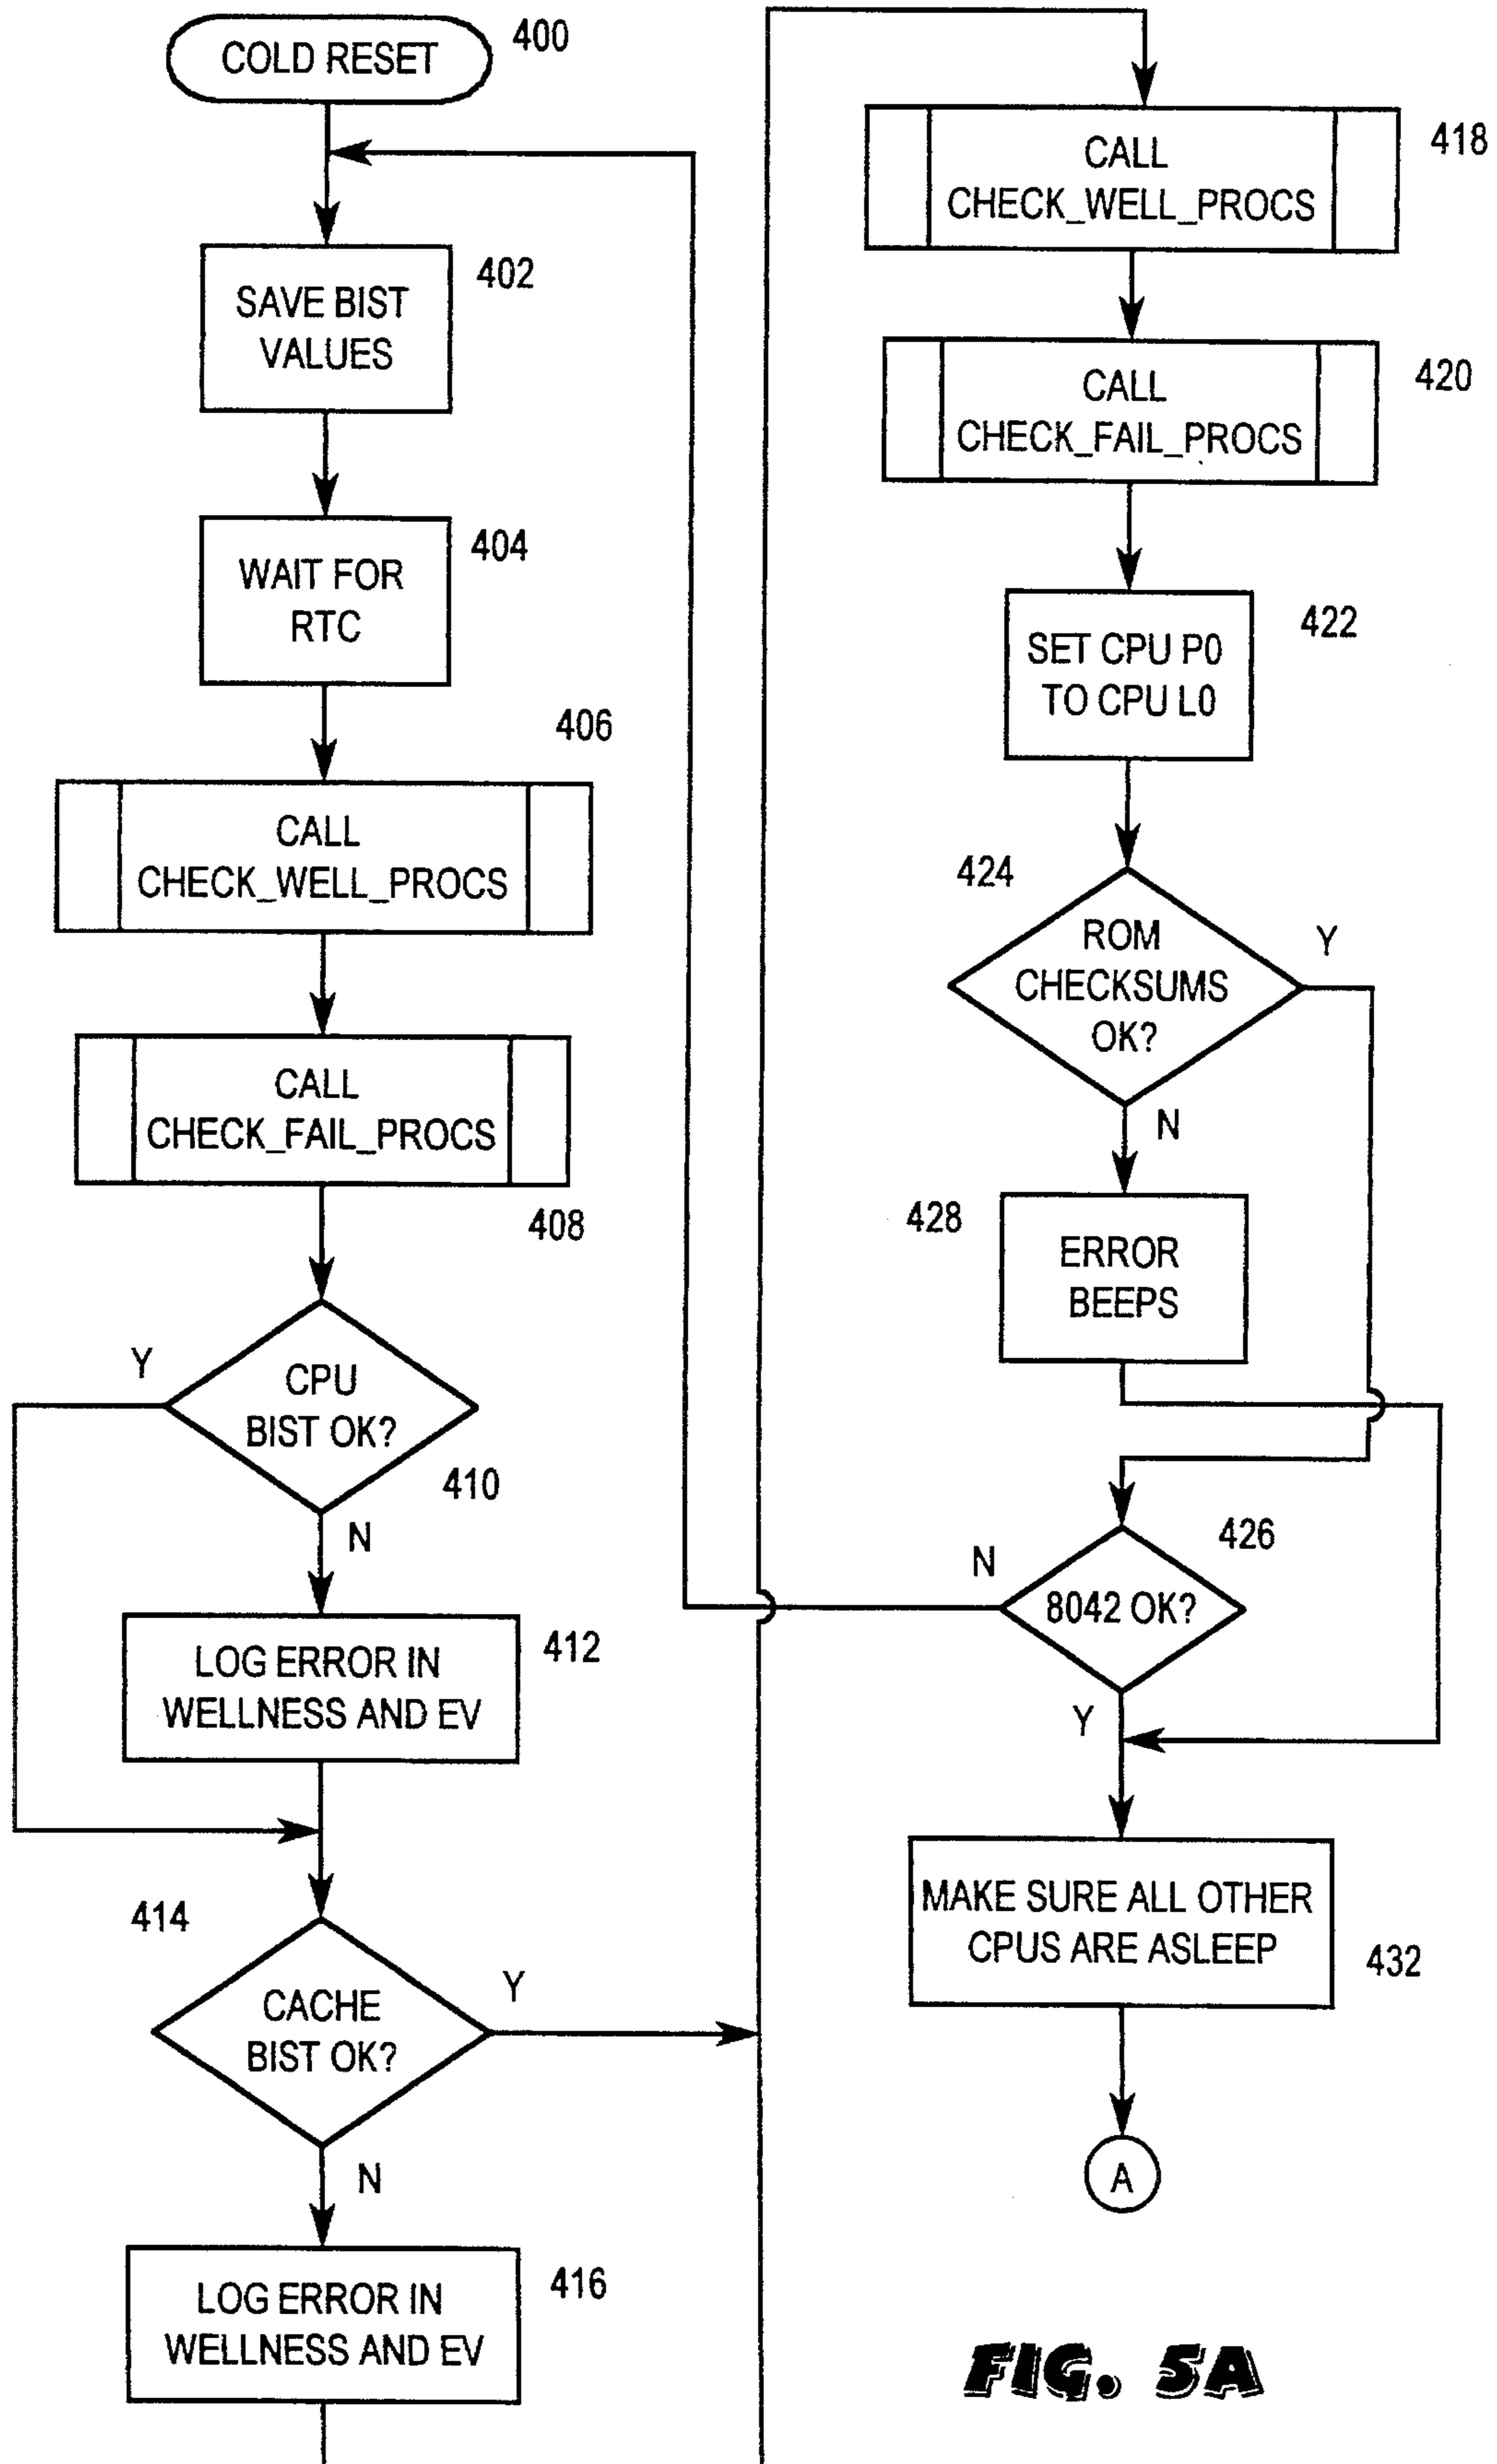 COLD RESET
400
SAVE BIST
VALUES
402
WAIT FOR
RTC
404
406
CALL
CHECK_WELL_PROCS
CALL
CHECK_FAIL_PROCS
408
Y
CPU
BIST OK?
410
N
LOG ERROR IN
WELLNESS AND EV
412
414
CACHE
BIST OK?
Y
N
LOG ERROR IN
WELLNESS AND EV
416
CALL
CHECK_WELL_PROCS
418
CALL
CHECK_FAIL_PROCS
420
SET CPU P0
TO CPU L0
422
424
ROM
CHECKSUMS
OK?
Y
N
428
ERROR
BEEPS
426
N
8042 OK?
Y
MAKE SURE ALL OTHER
CPUS ARE ASLEEP
432
A
FIG. 5A